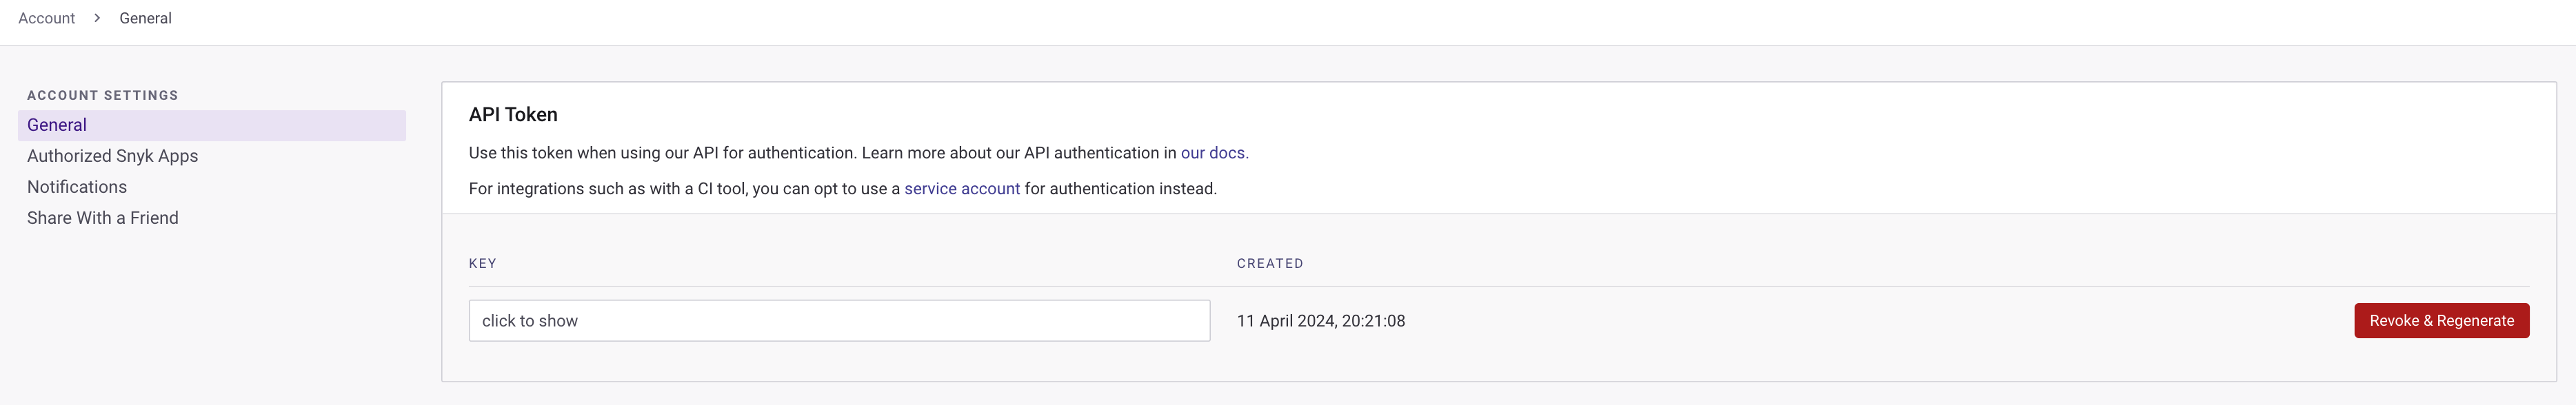 Account > General
ACCOUNT SETTINGS
General
Authorized Snyk Apps
Notifications
Share With a Friend
API Token
Use this token when using our API for authentication. Learn more about our API authentication in our docs.
For integrations such as with a CI tool, you can opt to use a service account for authentication instead.
KEY CREATED
click to show 11 April 2024, 20:21:08 Revoke & Regenerate